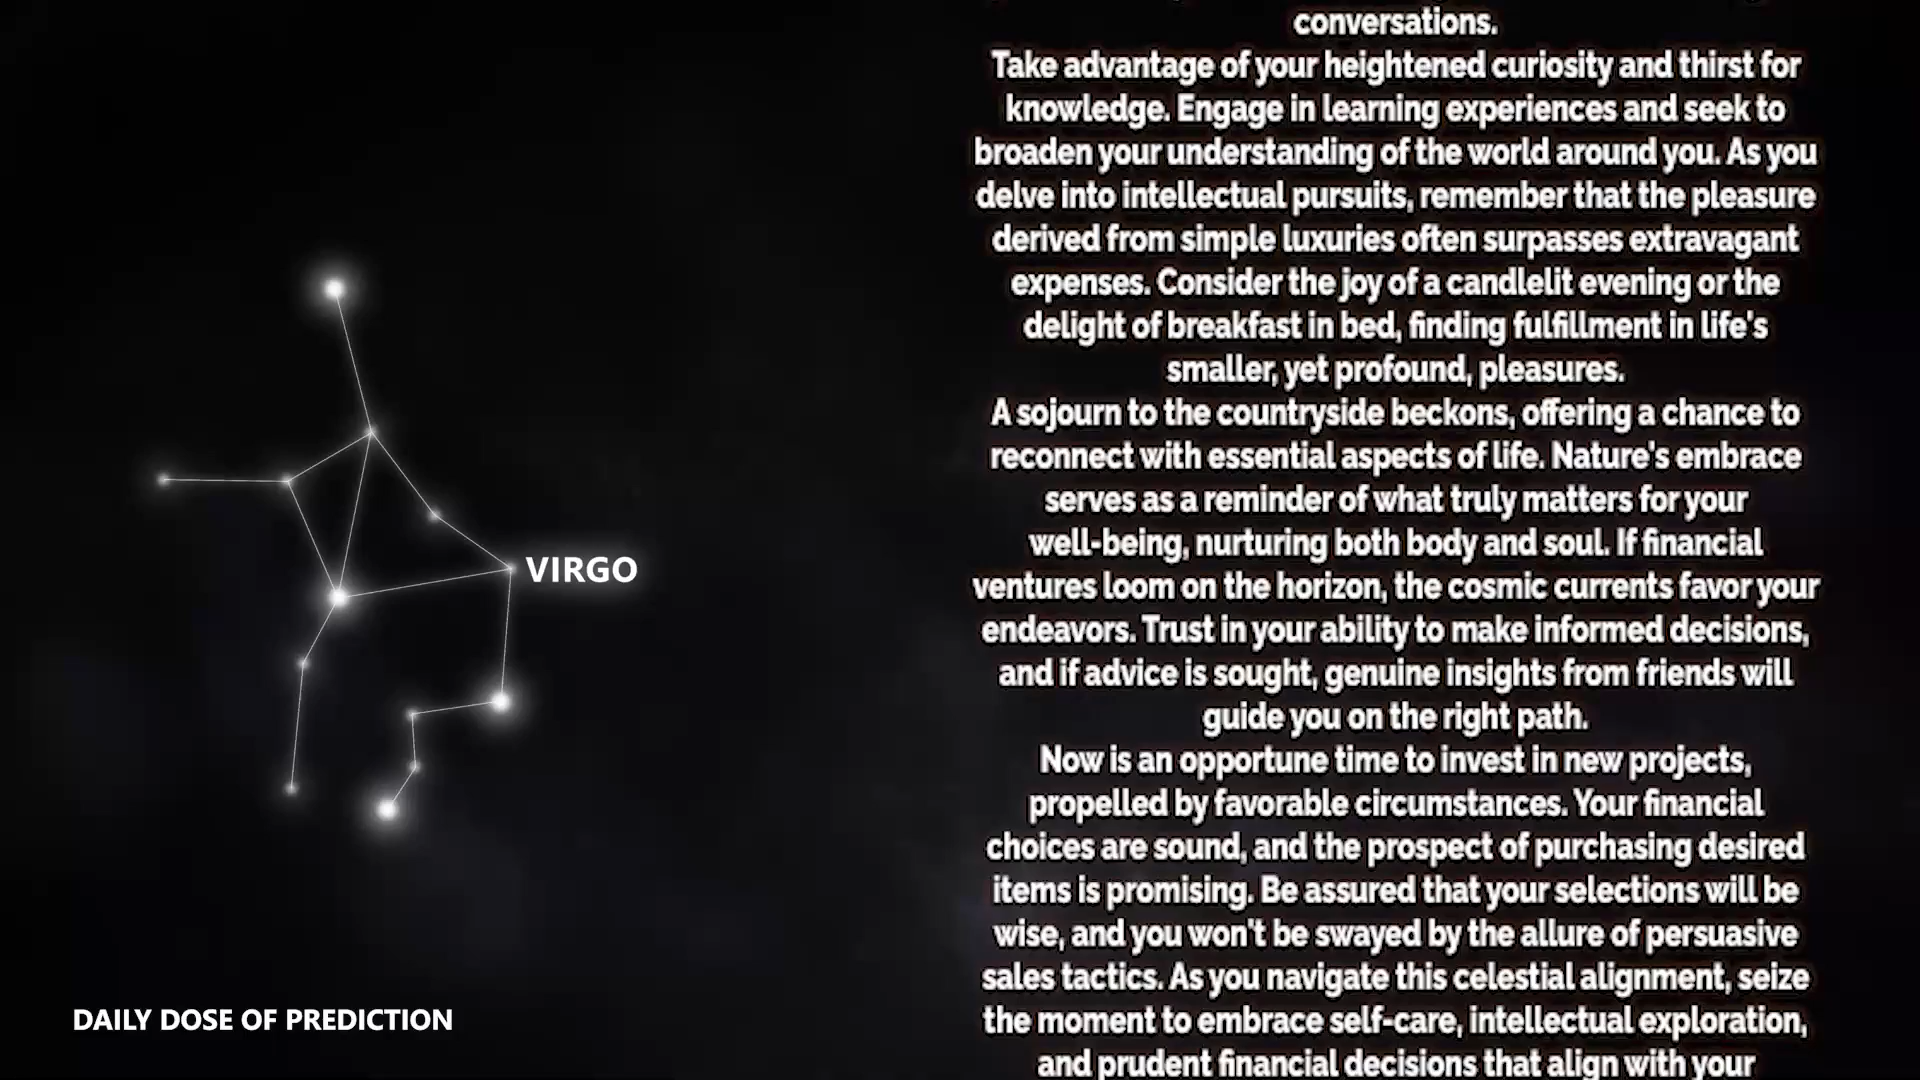 conversations.
Take advantage of your heightened curiosity and thirst for
knowledge. Engage in learning experiences and seek to
broaden your understanding of the world around you. As you
delve into intellectual pursuits, remember that the pleasure
derived from simple luxuries often surpasses extravagant
expenses. Consider the joy of a candlelit evening or the
delight of breakfast in bed, finding fulfillment in life's
smaller, yet profound, pleasures.
A sojourn to the countryside beckons, offering a chance to
reconnect with essential aspects of life. Nature's embrace
serves as a reminder of what truly matters for your
well-being, nurturing both body and soul. If financial
ventures loom on the horizon, the cosmic currents favor your
endeavors. Trust in your ability to make informed decisions,
and if advice is sought, genuine insights from friends will
guide you on the right path.
Now is an opportune time to invest in new projects,
propelled by favorable circumstances. Your financial
choices are sound, and the prospect of purchasing desired
items is promising. Be assured that your selections will be
wise, and you won't be swayed by the allure of persuasive
sales tactics. As you navigate this celestial alignment, seize
the moment to embrace self-care, intellectual exploration,
and prudent financial decisions that align with your
VIRGO
DAILY DOSE OF PREDICTION